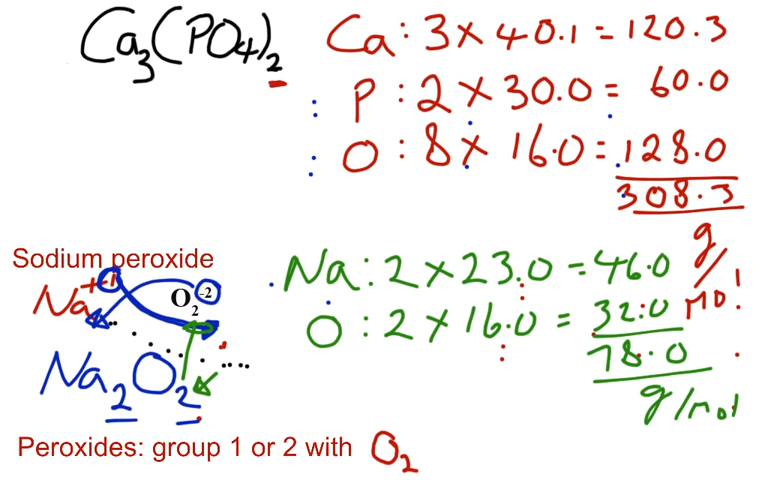 Ca3(PO4)2
Ca: 3 x 40.1 = 120.3
P: 2 x 30.0 = 60.0
O: 8 x 16.0 = 128.0
308.3
g/mol
Sodium peroxide
Na+1 O2-2
Na: 2 x 23.0 = 46.0
O: 2 x 16.0 = 32.0
78.0
g/mol
Na2O2
Peroxides: group 1 or 2 with O2